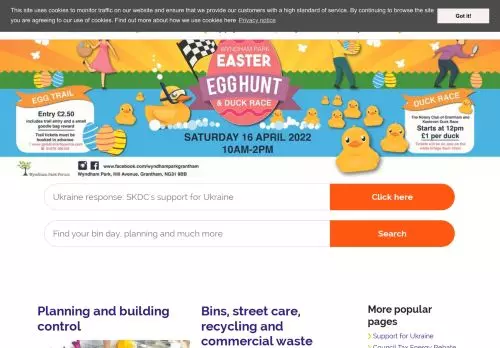 This site uses cookies to monitor traffic on our website and ensure that we provide our customers with a high standard of service. By continuing to browse the site
you are agreeing to our use of cookies. Find out more about how we use cookies here Privacy notice
Got it!
WYNDHAM PARK
EASTER
EGG HUNT
& DUCK RACE
EGG TRAIL
Entry £2.50
includes trail entry and a small
goodie bag reward
Trail tickets must be
booked in advance
DUCK RACE
The Rotary Club of Grantham and
Kesteven Duck Race
Starts at 12pm
£1 per duck
Tickets will be on sale on the
SATURDAY 16 APRIL 2022
10AM-2PM
Wyndham Park Forum
www.facebook.com/wyndhamparkgrantham
Wyndham Park, Hill Avenue, Grantham, NG31 9BB
Ukraine response: SKDC's support for Ukraine
Click here
Find your bin day, planning and much more
Search
Planning and building
control
Bins, street care,
recycling and
commercial waste
More popular
pages
Support for Ukraine
Council Tax Energy Rebate